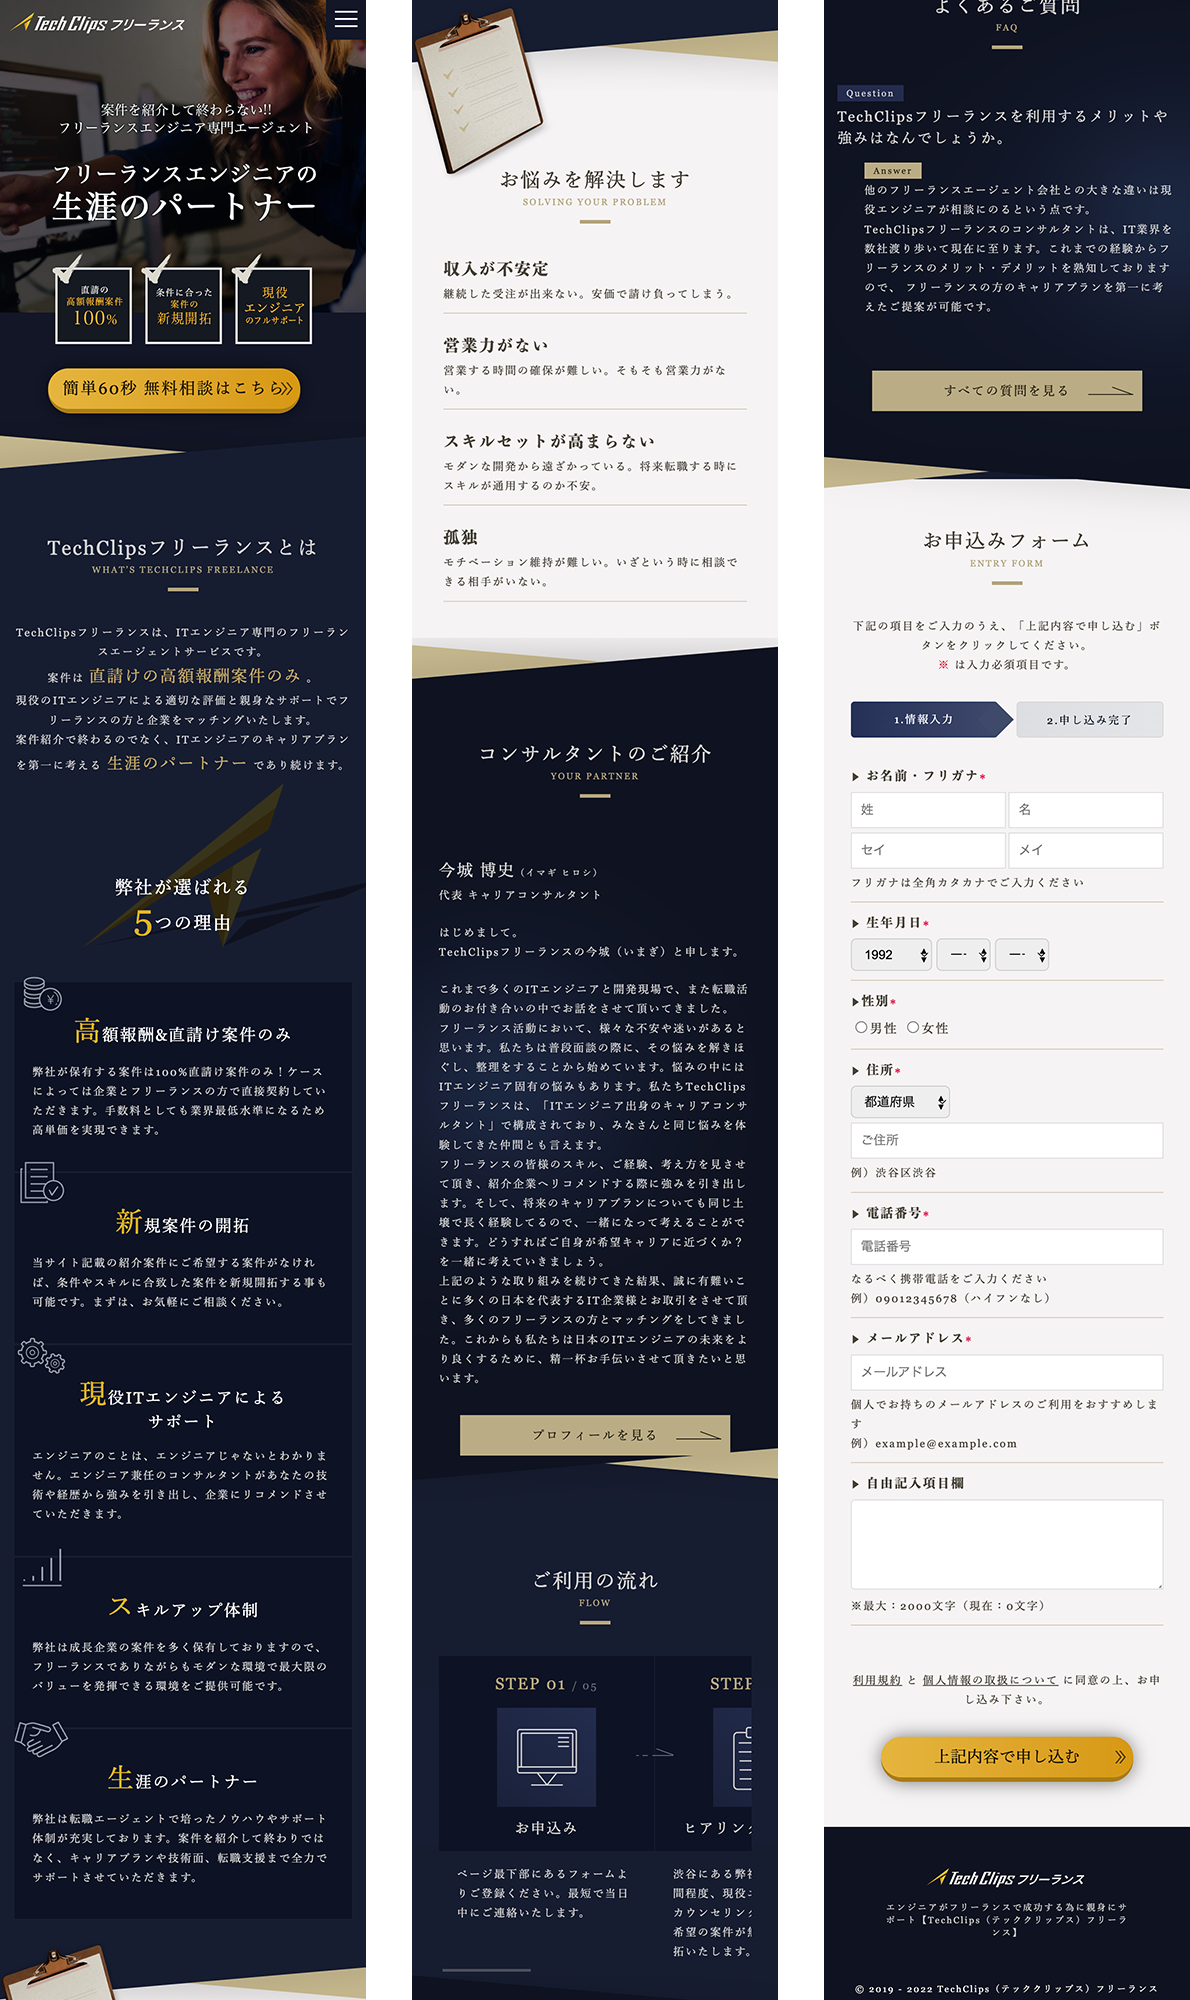 TechClips フリーランス
案件を紹介して終わらない!!
フリーランスエンジニア専門エージェント
フリーランスエンジニアの
生涯のパートナー
直請の
高額報酬案件
100%
条件に合った
案件の
新規開拓
現役
エンジニア
のフルサポート
簡単60秒 無料相談はこちら
TechClipsフリーランスとは
WHAT'S TECHCLIPS FREELANCE
TechClipsフリーランスは、ITエンジニア専門のフリーラン
スエージェントサービスです。
案件は 直請けの高額報酬案件のみ 。
現役のITエンジニアによる適切な評価と親身なサポートでフ
リーランスの方と企業をマッチングいたします。
案件紹介で終わるのでなく、ITエンジニアのキャリアプラン
を第一に考える 生涯のパートナー であり続けます。
弊社が選ばれる
5つの理由
高額報酬&直請け案件のみ
弊社が保有する案件は100%直請け案件のみ！ケース
によっては企業とフリーランスの方で直接契約してい
ただきます。手数料としても業界最低水準になるため
高単価を実現できます。
新規案件の開拓
当サイト記載の紹介案件にご希望する案件がなけれ
ば、条件やスキルに合致した案件を新規開拓する事も
可能です。まずは、お気軽にご相談ください。
現役ITエンジニアによる
サポート
エンジニアのことは、エンジニアじゃないとわかりま
せん。エンジニア兼任のコンサルタントがあなたの技
術や経歴から強みを引き出し、企業にリコメンドさせ
ていただきます。
スキルアップ体制
弊社は成長企業の案件を多く保有しておりますので、
フリーランスでありながらもモダンな環境で最大限の
バリューを発揮できる環境をご提供可能です。
生涯のパートナー
弊社は転職エージェントで培ったノウハウやサポート
体制が充実しております。案件を紹介して終わりでは
なく、キャリアプランや技術面、転職支援まで全力で
サポートさせていただきます。
お悩みを解決します
SOLVING YOUR PROBLEM
収入が不安定
継続した受注が出来ない。安価で請け負ってしまう。
営業力がない
営業する時間の確保が難しい。そもそも営業力がな
い。
スキルセットが高まらない
モダンな開発から遠ざかっている。将来転職する時に
スキルが通用するのか不安。
孤独
モチベーション維持が難しい。いざという時に相談で
きる相手がいない。
コンサルタントのご紹介
YOUR PARTNER
今城 博史（イマギ ヒロシ）
代表 キャリアコンサルタント
はじめまして。
TechClipsフリーランスの今城（いまぎ）と申します。
これまで多くのITエンジニアと開発現場で、また転職活
動のお付き合いの中でお話をさせて頂いてきました。
フリーランス活動において、様々な不安や迷いがあると
思います。私たちは普段面談の際に、その悩みを解きほ
ぐし、整理をすることから始めています。悩みの中には
ITエンジニア固有の悩みもあります。私たちTechClips
フリーランスは、「ITエンジニア出身のキャリアコンサ
ルタント」で構成されており、みなさんと同じ悩みを体
験してきた仲間とも言えます。
フリーランスの皆様のスキル、ご経験、考え方を見させ
て頂き、紹介企業へリコメンドする際に強みを引き出し
ます。そして、将来のキャリアプランについても同じ土
壌で長く経験してるので、一緒になって考えることがで
きます。どうすればご自身が希望キャリアに近づくか？
を一緒に考えていきましょう。
上記のような取り組みを続けてきた結果、誠に有難いこ
とに多くの日本を代表するIT企業様とお取引をさせて頂
き、多くのフリーランスの方とマッチングをしてきまし
た。これからも私たちは日本のITエンジニアの未来をよ
り良くするために、精一杯お手伝いさせて頂きたいと思
います。
プロフィールを見る
ご利用の流れ
FLOW
STEP 01 / 05
お申込み
ページ最下部にあるフォームよ
りご登録ください。最短で当日
中にご連絡いたします。
STEP
ヒアリン
渋谷にある弊
間程度、現役
カウンセリン
希望の案件が
拓いたします。
よくあるご質問
FAQ
Question
TechClipsフリーランスを利用するメリットや
強みはなんでしょうか。
Answer
他のフリーランスエージェント会社との大きな違いは現
役エンジニアが相談にのるという点です。
TechClipsフリーランスのコンサルタントは、IT業界を
数社渡り歩いて現在に至ります。これまでの経験からフ
リーランスのメリット・デメリットを熟知しております
ので、 フリーランスの方のキャリアプランを第一に考
えたご提案が可能です。
すべての質問を見る
お申込みフォーム
ENTRY FORM
下記の項目をご入力のうえ、「上記内容で申し込む」ボ
タンをクリックしてください。
※ は入力必須項目です。
1.情報入力
2.申し込み完了
お名前・フリガナ*
姓
名
セイ
メイ
フリガナは全角カタカナでご入力ください
生年月日*
1992
--
--
性別*
男性 女性
住所*
都道府県
ご住所
例）渋谷区渋谷
電話番号*
電話番号
なるべく携帯電話をご入力ください
例）09012345678（ハイフンなし）
メールアドレス*
メールアドレス
個人でお持ちのメールアドレスのご利用をおすすめしま
す
例）example@example.com
自由記入項目欄
※最大：2000文字（現在：0文字）
利用規約 と 個人情報の取扱について に同意の上、お申
し込み下さい。
上記内容で申し込む
TechClips フリーランス
エンジニアがフリーランスで成功する為に親身にサ
ポート【TechClips（テッククリップス）フリーラ
ンス】
© 2019 - 2022 TechClips（テッククリップス）フリーランス